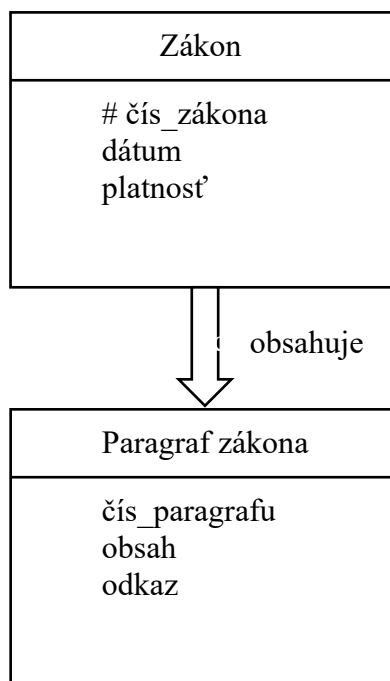 Zákon
# čís_zákona
dátum
platnosť
obsahuje
Paragraf zákona
čís_paragrafu
obsah
odkaz